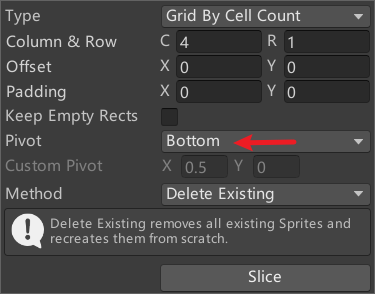 Type Grid By Cell Count
Column & Row C 4 R 1
Offset X 0 Y 0
Padding X 0 Y 0
Keep Empty Rects
Pivot Bottom
Custom Pivot X 0.5 Y 0
Method Delete Existing
Delete Existing removes all existing Sprites and
recreates them from scratch.
Slice